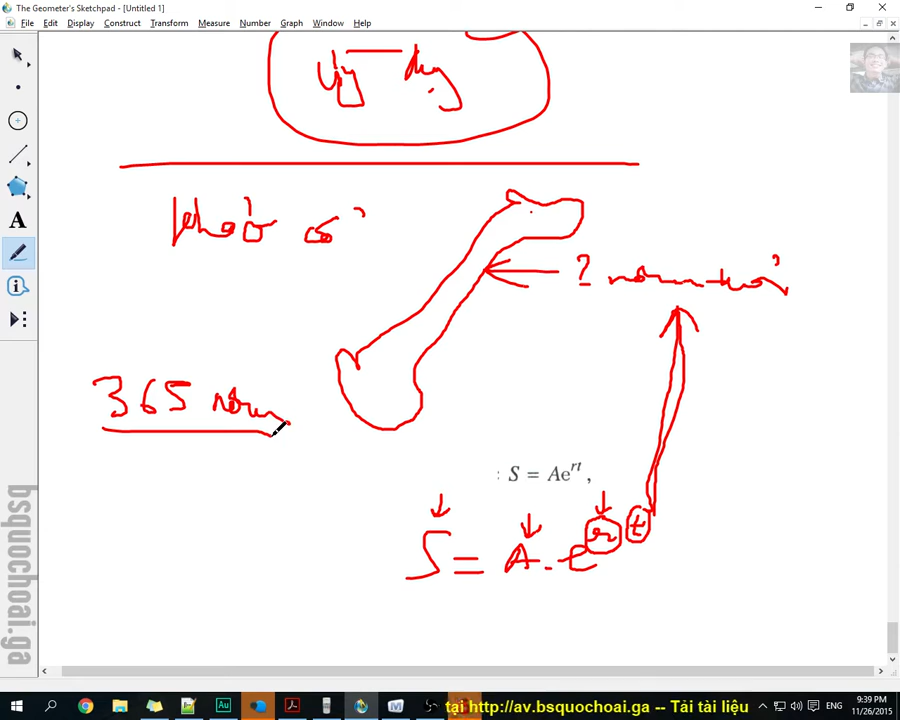 The Geometer's Sketchpad - [Untitled 1]
File Edit Display Construct Transform Measure Number Graph Window Help
Khảo cổ
? năm tuổi
365 năm
: S = Ae^{rt},
S = A . e^{rt}
bsquochoai.ga
9:39 PM
ENG
11/26/2015
tại http://av.bsquochoai.ga -- Tải tài liệu